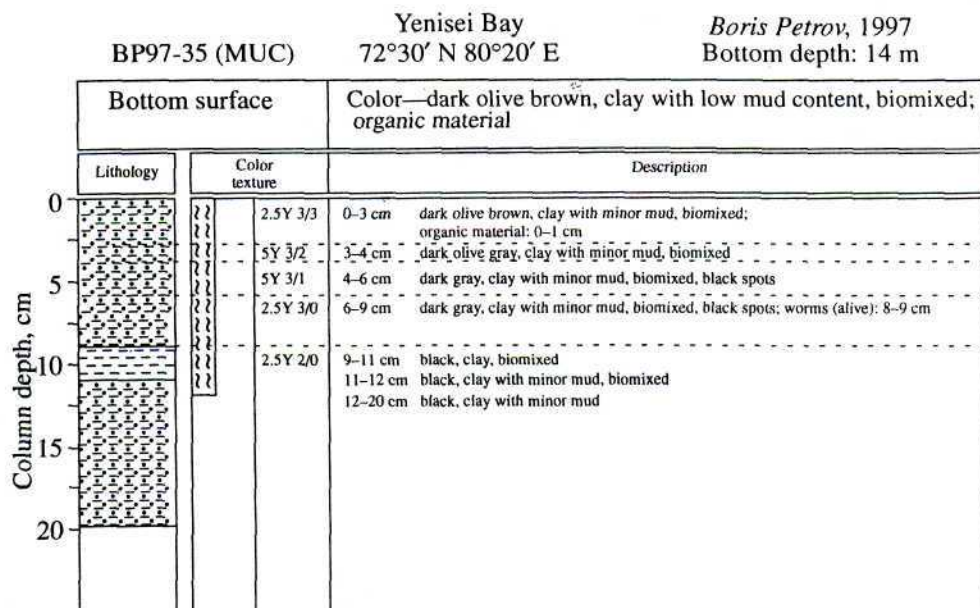 Yenisei Bay
Boris Petrov, 1997
BP97-35 (MUC)
72°30′ N 80°20′ E
Bottom depth: 14 m
Bottom surface
Color—dark olive brown, clay with low mud content, biomixed;
organic material
Lithology
Color
texture
Description
Column depth, cm
0
5
10
15
20
2.5Y 3/3 0–3 cm dark olive brown, clay with minor mud, biomixed;
organic material: 0–1 cm
5Y 3/2 3–4 cm dark olive gray, clay with minor mud, biomixed
5Y 3/1 4–6 cm dark gray, clay with minor mud, biomixed, black spots
2.5Y 3/0 6–9 cm dark gray, clay with minor mud, biomixed, black spots; worms (alive): 8–9 cm
2.5Y 2/0 9–11 cm black, clay, biomixed
11–12 cm black, clay with minor mud, biomixed
12–20 cm black, clay with minor mud